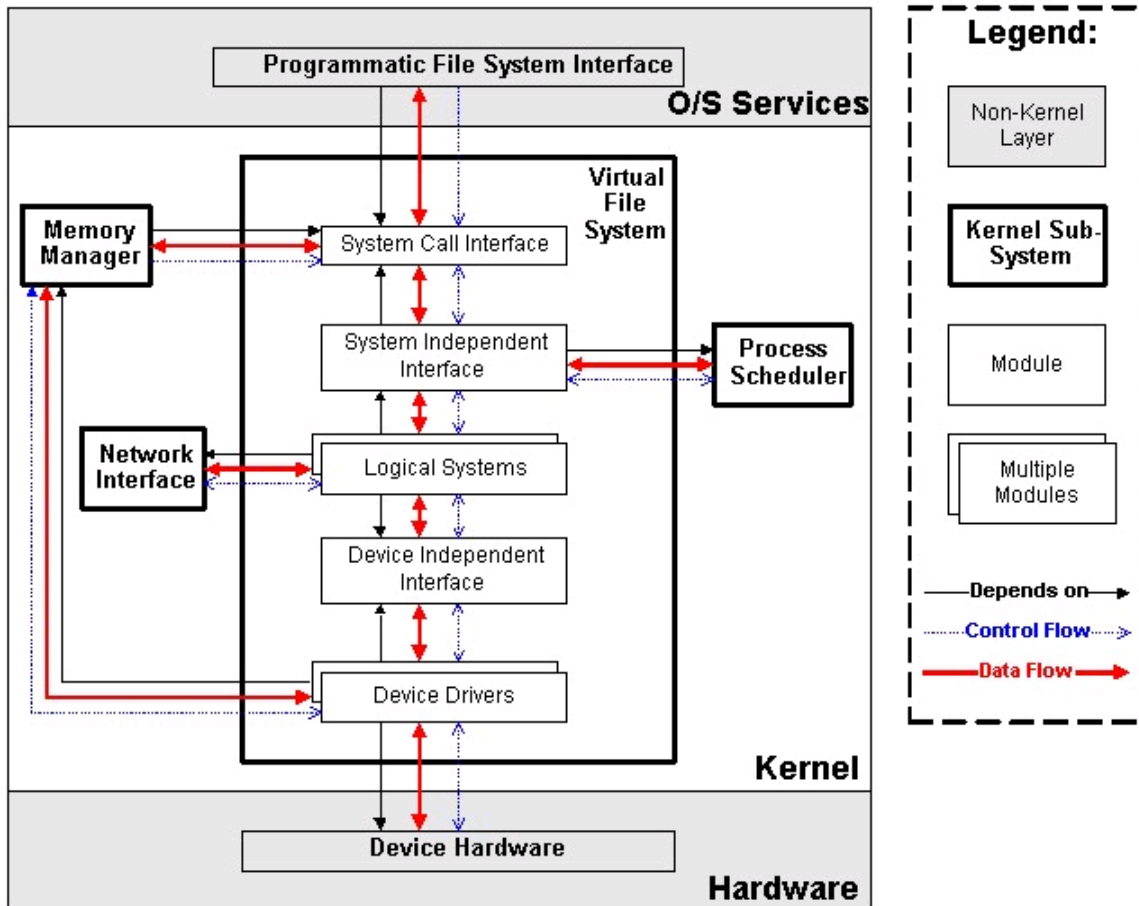 Programmatic File System Interface
O/S Services
Virtual
File
System
Memory
Manager
System Call Interface
System Independent
Interface
Process
Scheduler
Network
Interface
Logical Systems
Device Independent
Interface
Device Drivers
Kernel
Device Hardware
Hardware
Legend:
Non-Kernel
Layer
Kernel Sub-
System
Module
Multiple
Modules
Depends on
Control Flow
Data Flow